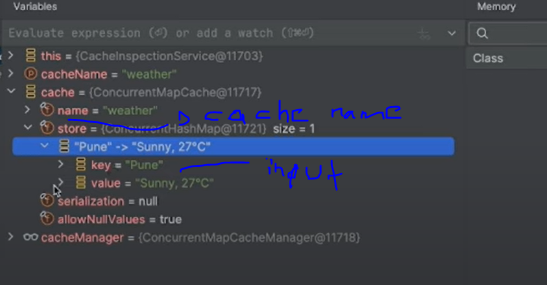 Variables
Memory
Evaluate expression (⏎) or add a watch (⇧⌘⏎)
Class
this = {CacheInspectionService@11703}
cacheName = "weather"
cache = {ConcurrentMapCache@11717}
name = "weather" cache name
store = {ConcurrentHashMap@11721} size = 1
"Pune" -> "Sunny, 27°C"
key = "Pune" input
value = "Sunny, 27°C"
serialization = null
allowNullValues = true
cacheManager = {ConcurrentMapCacheManager@11718}